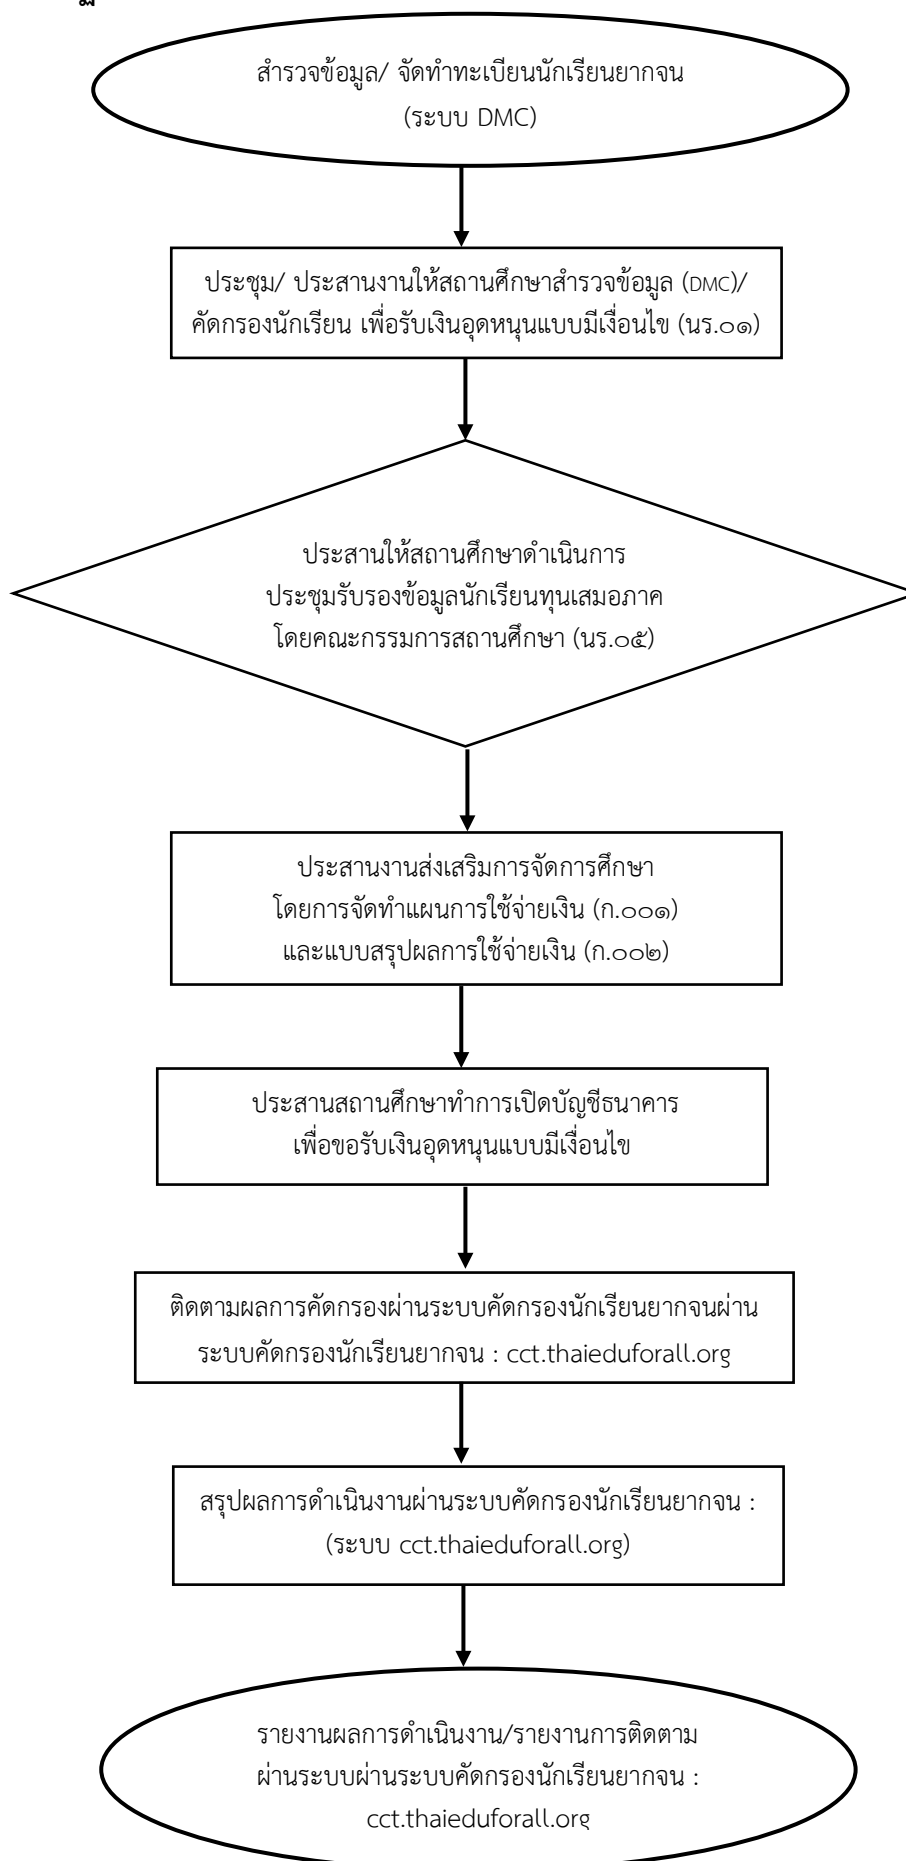 สำรวจข้อมูล/ จัดทำทะเบียนนักเรียนยากจน
(ระบบ DMC)
ประชุม/ ประสานงานให้สถานศึกษาสำรวจข้อมูล (DMC)/
คัดกรองนักเรียน เพื่อรับเงินอุดหนุนแบบมีเงื่อนไข (นร.๐๑)
ประสานให้สถานศึกษาดำเนินการ
ประชุมรับรองข้อมูลนักเรียนทุนเสมอภาค
โดยคณะกรรมการสถานศึกษา (นร.๐๕)
ประสานงานส่งเสริมการจัดการศึกษา
โดยการจัดทำแผนการใช้จ่ายเงิน (ก.๐๐๑)
และแบบสรุปผลการใช้จ่ายเงิน (ก.๐๐๒)
ประสานสถานศึกษาทำการเปิดบัญชีธนาคาร
เพื่อขอรับเงินอุดหนุนแบบมีเงื่อนไข
ติดตามผลการคัดกรองผ่านระบบคัดกรองนักเรียนยากจนผ่าน
ระบบคัดกรองนักเรียนยากจน : cct.thaieduforall.org
สรุปผลการดำเนินงานผ่านระบบคัดกรองนักเรียนยากจน :
(ระบบ cct.thaieduforall.org)
รายงานผลการดำเนินงาน/รายงานการติดตาม
ผ่านระบบผ่านระบบคัดกรองนักเรียนยากจน :
cct.thaieduforall.org